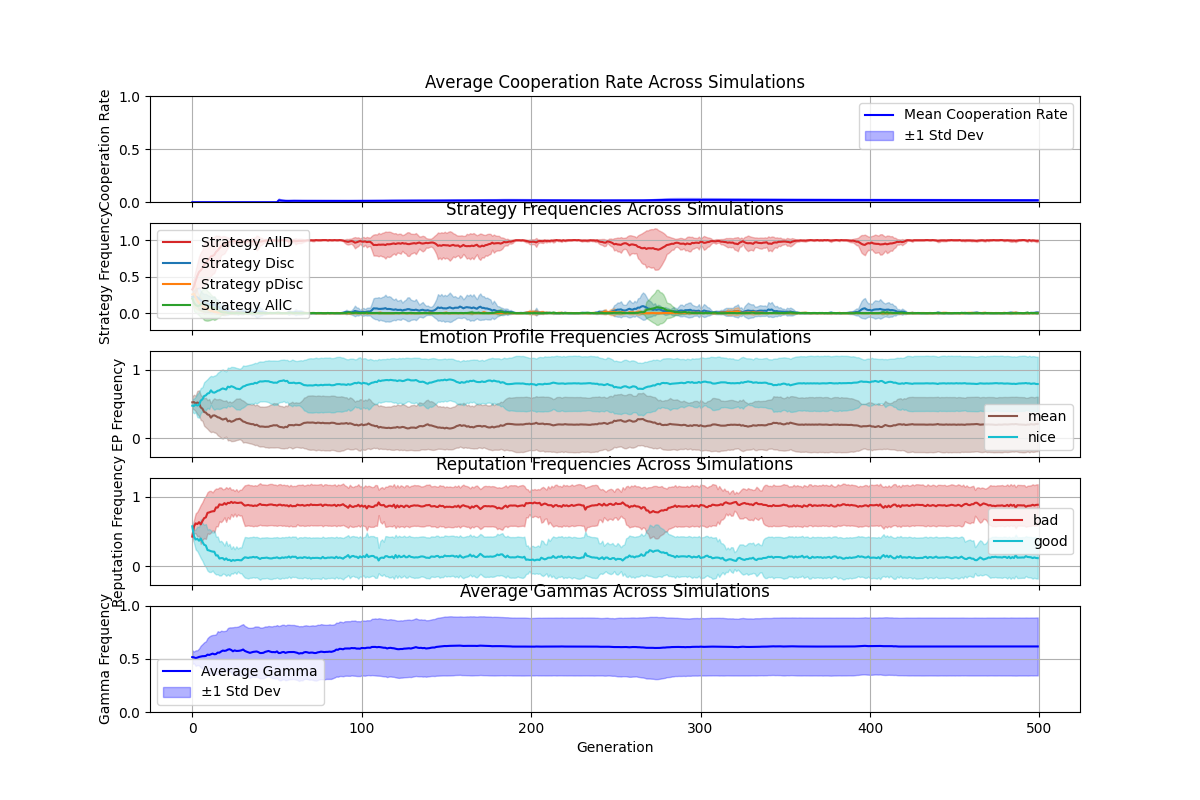 Average Cooperation Rate Across Simulations
Cooperation Rate
1.0
0.5
0.0
Mean Cooperation Rate
±1 Std Dev
Strategy Frequencies Across Simulations
Strategy Frequency
1.0
0.5
0.0
Strategy AllD
Strategy Disc
Strategy pDisc
Strategy AllC
Emotion Profile Frequencies Across Simulations
EP Frequency
1
0
mean
nice
Reputation Frequencies Across Simulations
Reputation Frequency
1
0
bad
good
Average Gammas Across Simulations
Gamma Frequency
1.0
0.5
0.0
Average Gamma
±1 Std Dev
0 100 200 300 400 500
Generation